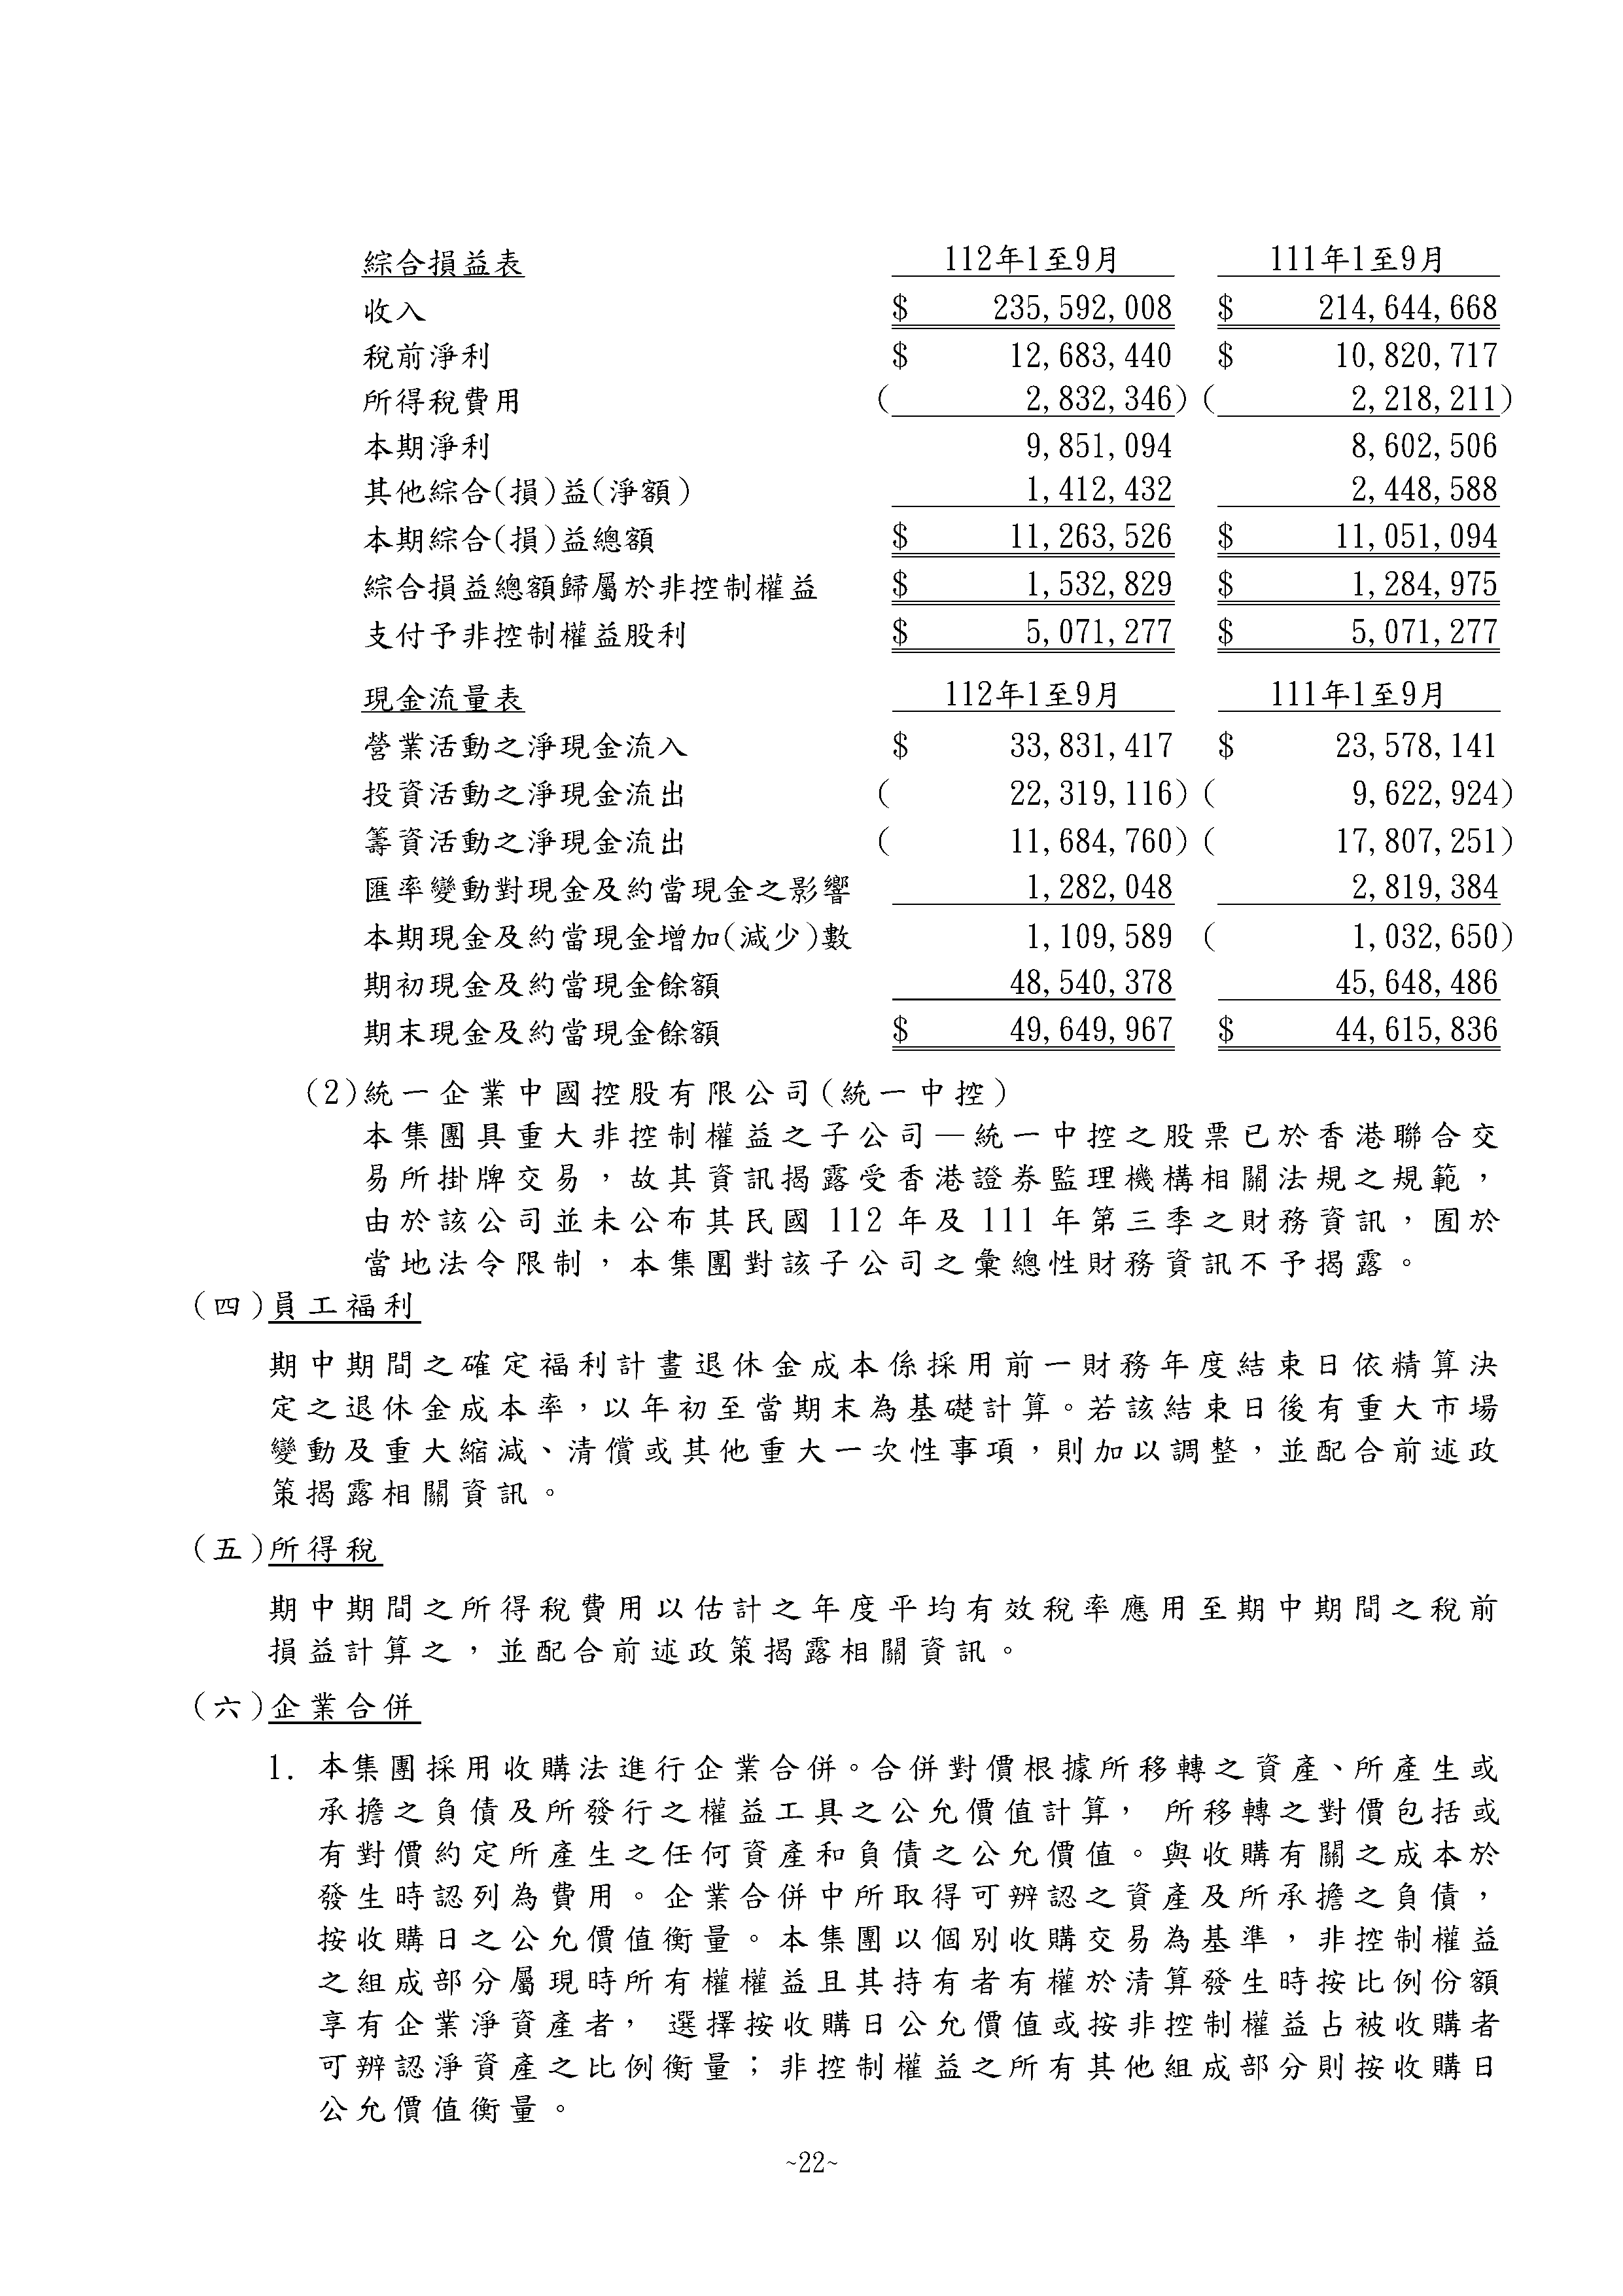 綜合損益表 112年1至9月 111年1至9月
收入 $ 235,592,008 $ 214,644,668
稅前淨利 $ 12,683,440 $ 10,820,717
所得稅費用 ( 2,832,346) ( 2,218,211)
本期淨利 9,851,094 8,602,506
其他綜合(損)益(淨額) 1,412,432 2,448,588
本期綜合(損)益總額 $ 11,263,526 $ 11,051,094
綜合損益總額歸屬於非控制權益 $ 1,532,829 $ 1,284,975
支付予非控制權益股利 $ 5,071,277 $ 5,071,277
現金流量表 112年1至9月 111年1至9月
營業活動之淨現金流入 $ 33,831,417 $ 23,578,141
投資活動之淨現金流出 ( 22,319,116) ( 9,622,924)
籌資活動之淨現金流出 ( 11,684,760) ( 17,807,251)
匯率變動對現金及約當現金之影響 1,282,048 2,819,384
本期現金及約當現金增加(減少)數 1,109,589 ( 1,032,650)
期初現金及約當現金餘額 48,540,378 45,648,486
期末現金及約當現金餘額 $ 49,649,967 $ 44,615,836
(2)統一企業中國控股有限公司(統一中控)
本集團具重大非控制權益之子公司—統一中控之股票已於香港聯合交
易所掛牌交易，故其資訊揭露受香港證券監理機構相關法規之規範，
由於該公司並未公布其民國 112 年及 111 年第三季之財務資訊，囿於
當地法令限制，本集團對該子公司之彙總性財務資訊不予揭露。
(四)員工福利
期中期間之確定福利計畫退休金成本係採用前一財務年度結束日依精算決
定之退休金成本率，以年初至當期末為基礎計算。若該結束日後有重大市場
變動及重大縮減、清償或其他重大一次性事項，則加以調整，並配合前述政
策揭露相關資訊。
(五)所得稅
期中期間之所得稅費用以估計之年度平均有效稅率應用至期中期間之稅前
損益計算之，並配合前述政策揭露相關資訊。
(六)企業合併
1. 本集團採用收購法進行企業合併。合併對價根據所移轉之資產、所產生或
承擔之負債及所發行之權益工具之公允價值計算，所移轉之對價包括或
有對價約定所產生之任何資產和負債之公允價值。與收購有關之成本於
發生時認列為費用。企業合併中所取得可辨認之資產及所承擔之負債，
按收購日之公允價值衡量。本集團以個別收購交易為基準，非控制權益
之組成部分屬現時所有權權益且其持有者有權於清算發生時按比例份額
享有企業淨資產者，選擇按收購日公允價值或按非控制權益占被收購者
可辨認淨資產之比例衡量；非控制權益之所有其他組成部分則按收購日
公允價值衡量。
~22~